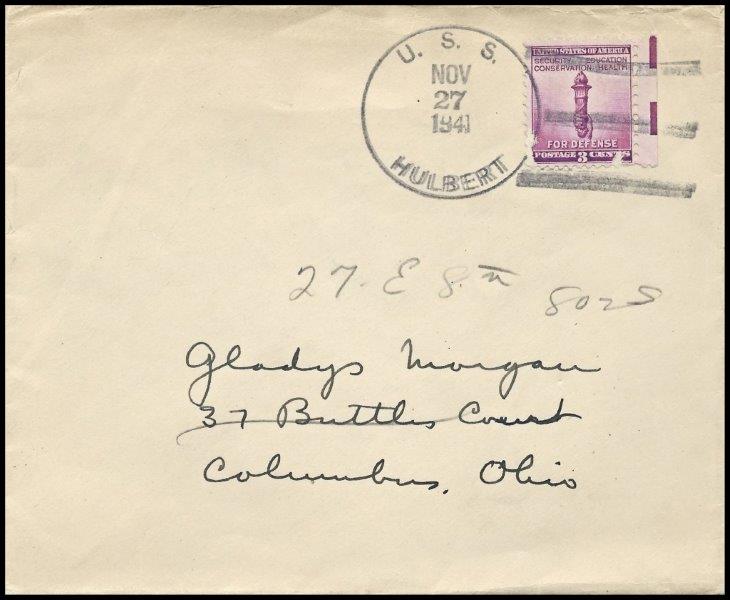 U. S. S.
NOV
27
1941
HULBERT
UNITED STATES OF AMERICA
SECURITY · EDUCATION
CONSERVATION · HEALTH
FOR DEFENSE
POSTAGE 3 CENTS
27 E 8th
Gladys Morgan
37 Buttles Court
Columbus, Ohio